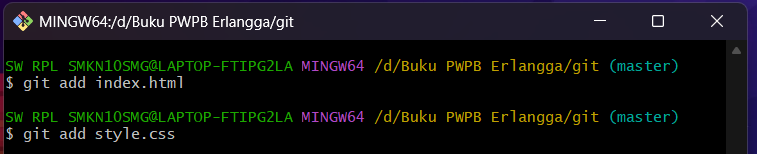 MINGW64:/d/Buku PWPB Erlangga/git
SW RPL SMKN10SMG@LAPTOP-FTIPG2LA MINGW64 /d/Buku PWPB Erlangga/git (master)
$ git add index.html
SW RPL SMKN10SMG@LAPTOP-FTIPG2LA MINGW64 /d/Buku PWPB Erlangga/git (master)
$ git add style.css